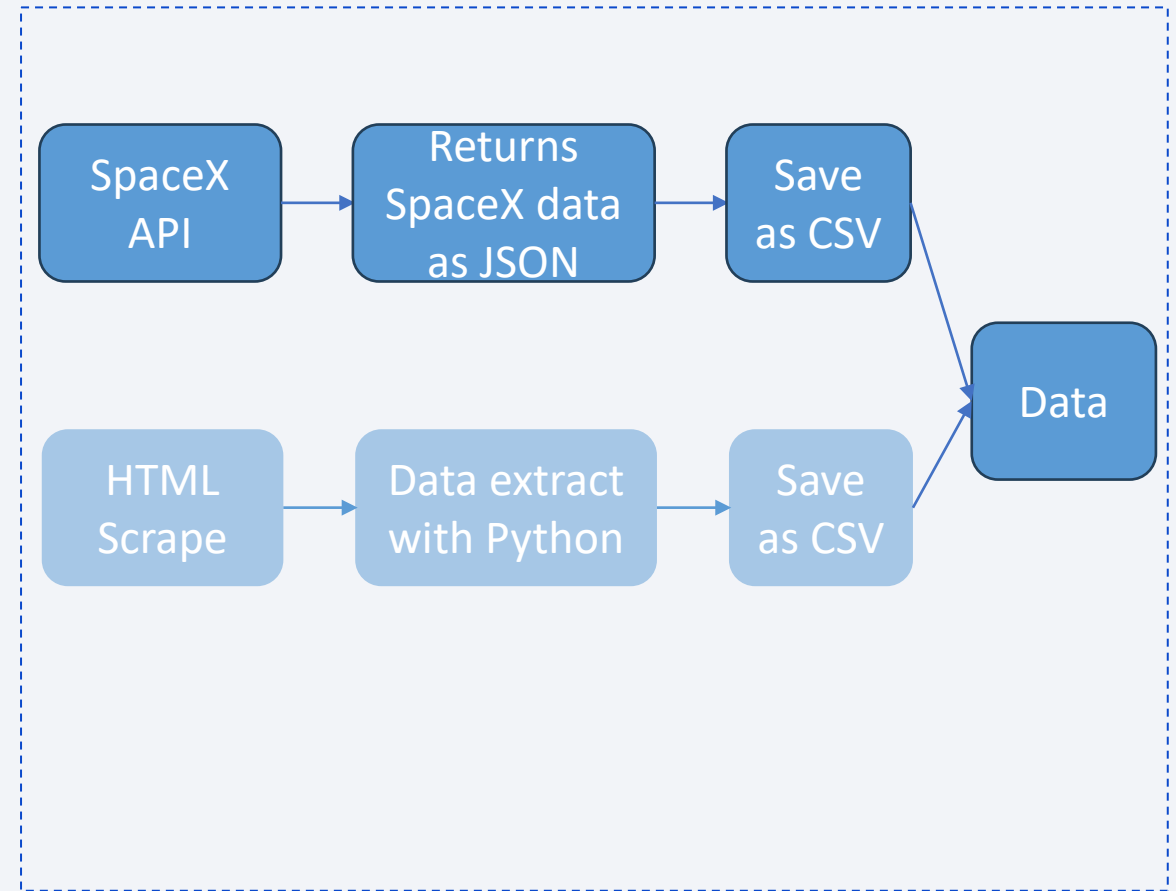 SpaceX
API
Returns
SpaceX data
as JSON
Save
as CSV
Data
HTML
Scrape
Data extract
with Python
Save
as CSV